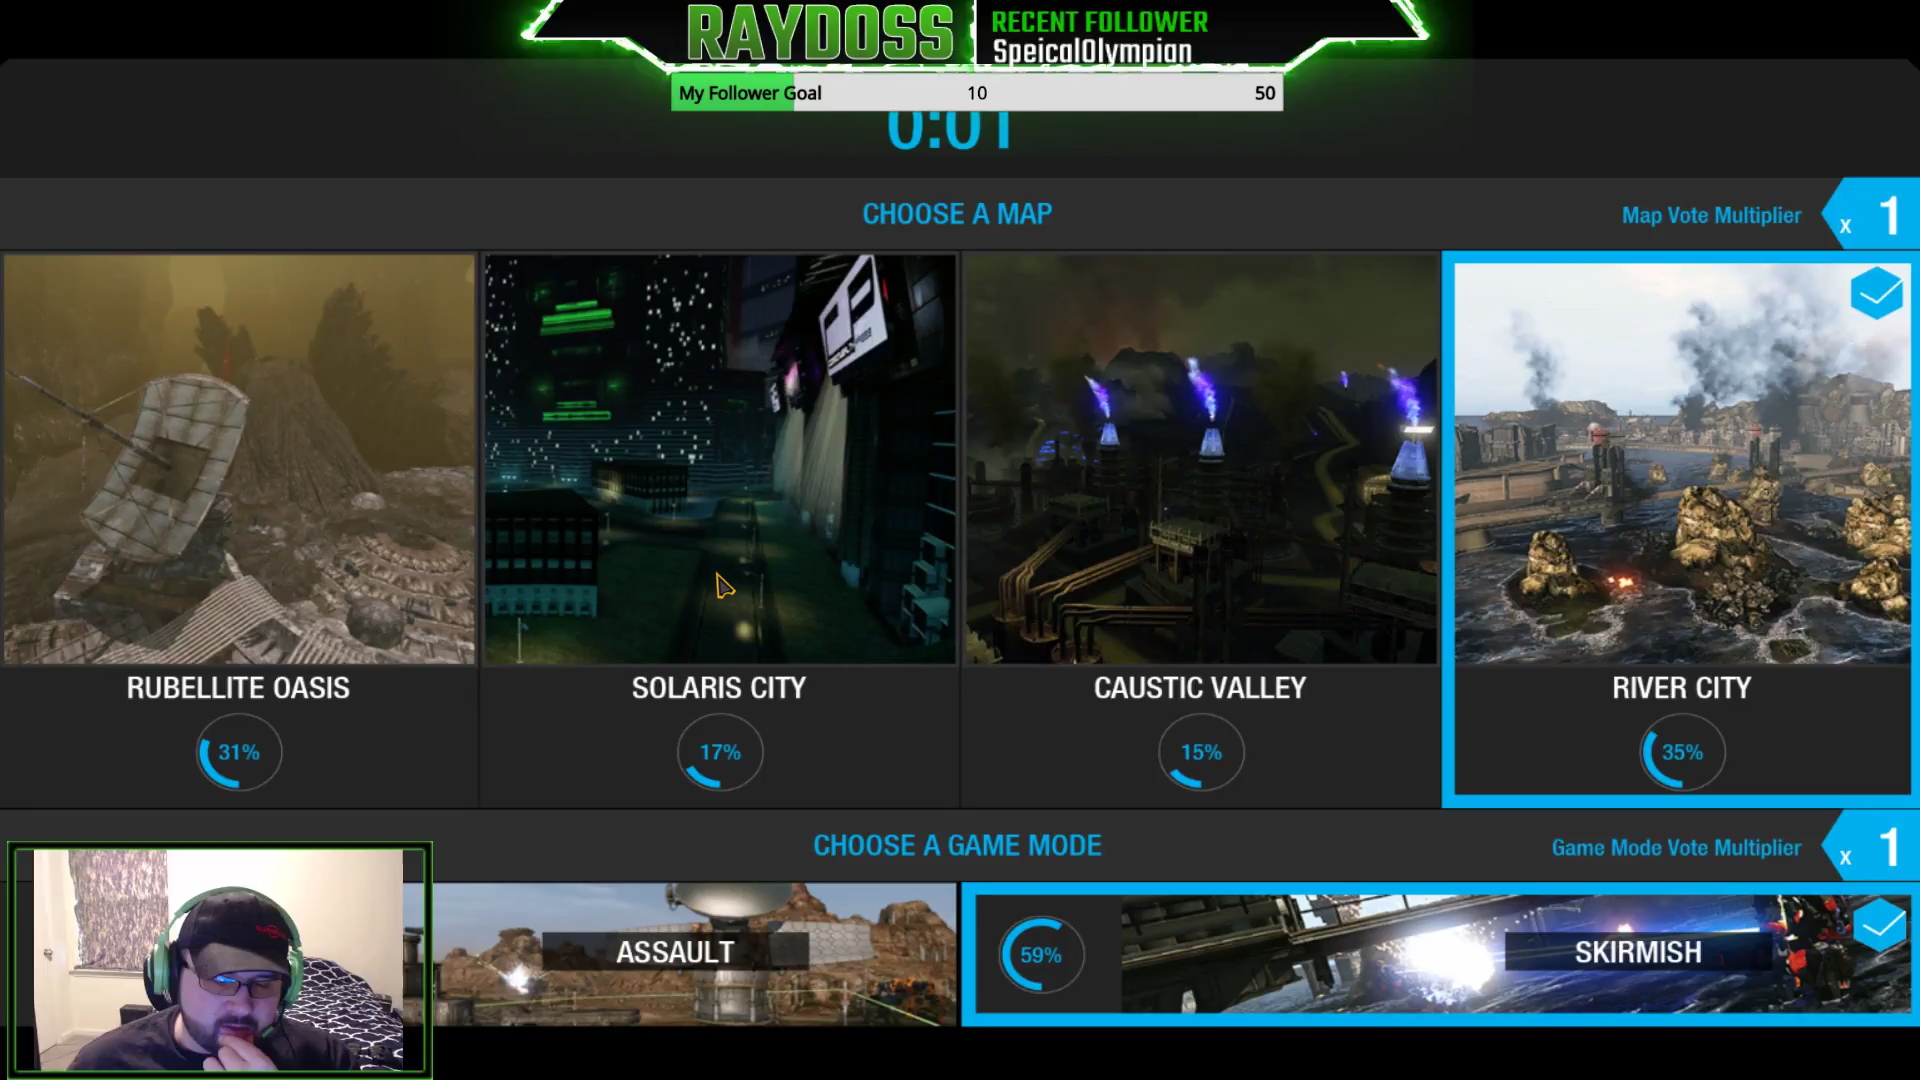 RAYDOSS
RECENT FOLLOWER
SpeicalOlympian
My Follower Goal 10 50
0:01
CHOOSE A MAP
Map Vote Multiplier x 1
RUBELLITE OASIS
SOLARIS CITY
CAUSTIC VALLEY
RIVER CITY
31%
17%
15%
35%
CHOOSE A GAME MODE
Game Mode Vote Multiplier x 1
ASSAULT
59%
SKIRMISH